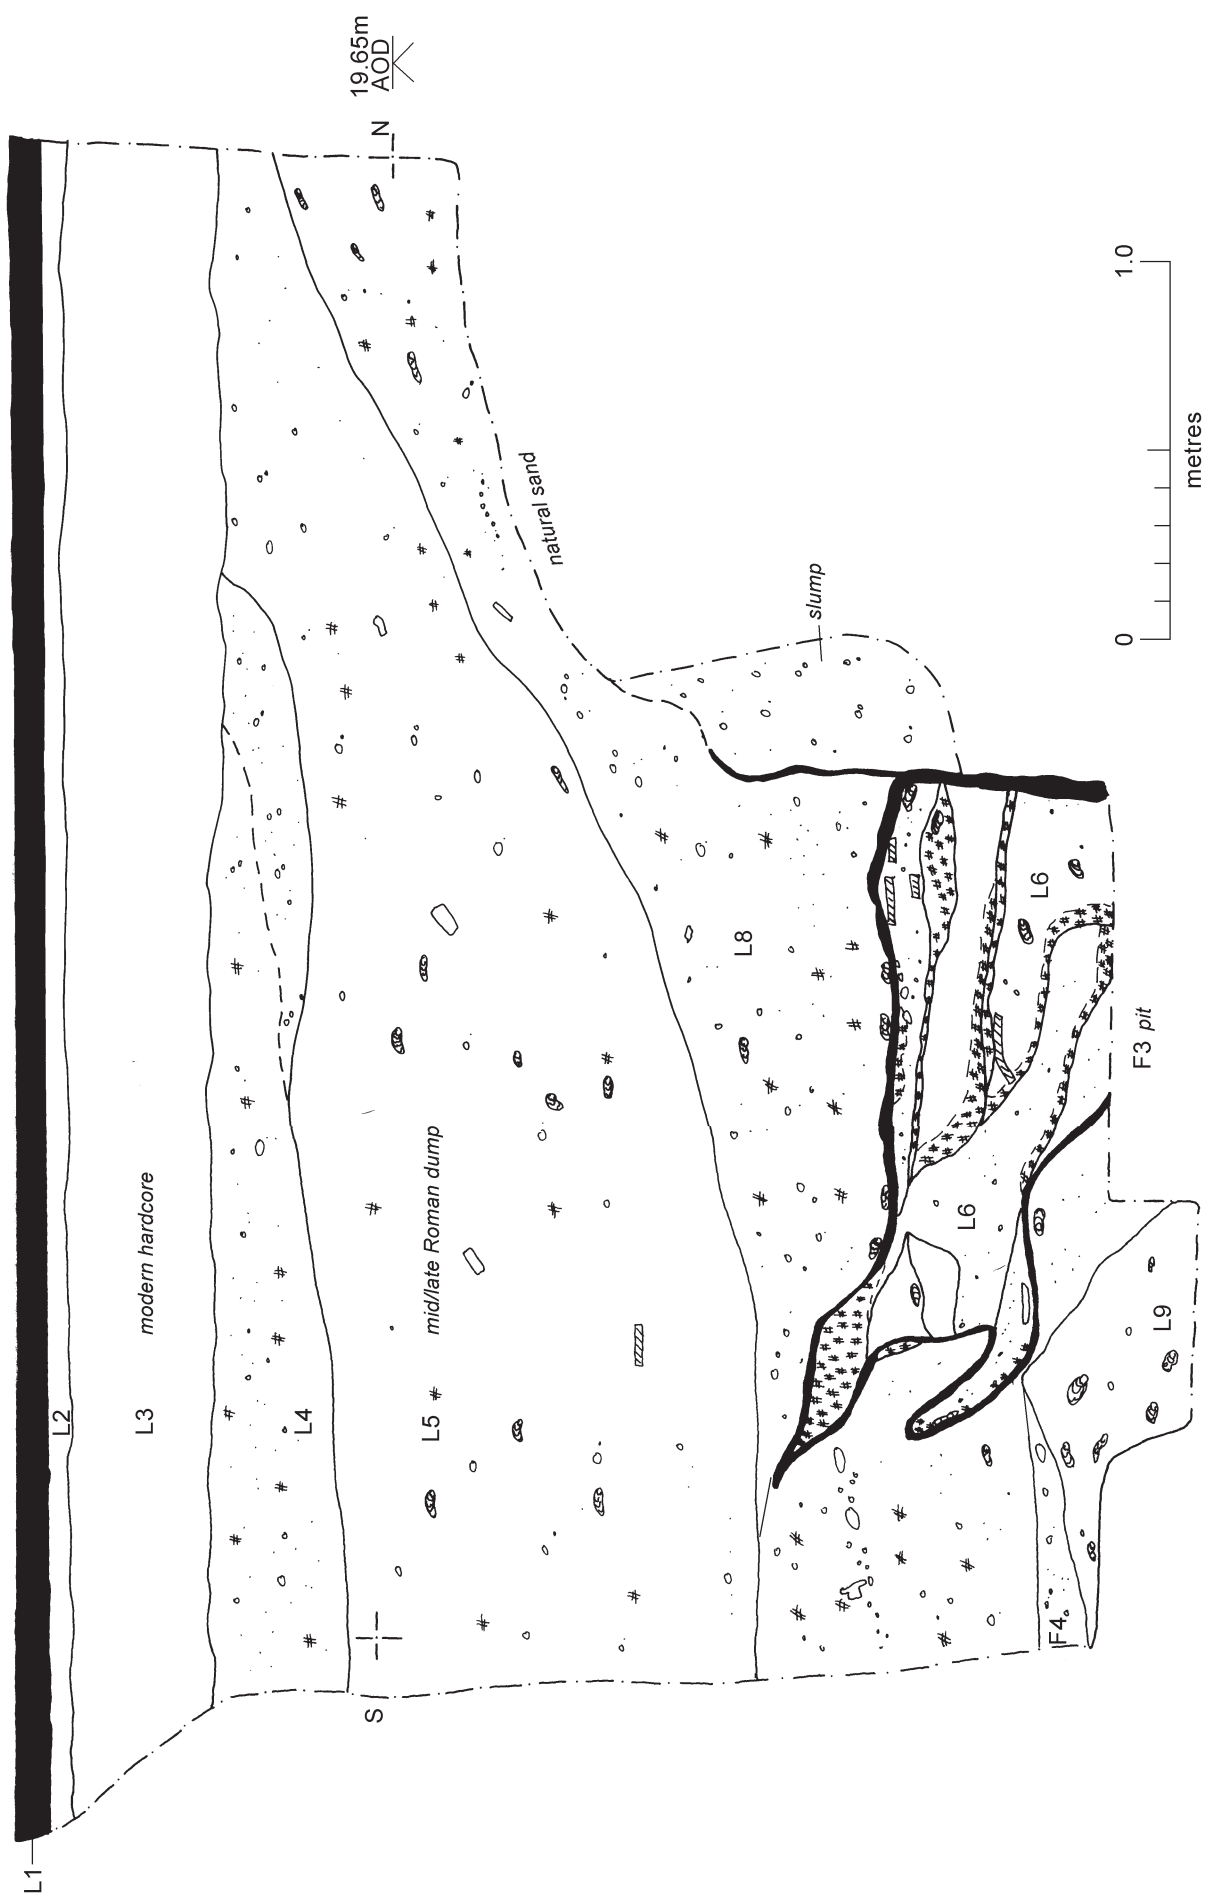 L1
L2
L3
modern hardcore
L4
L5
mid/late Roman dump
S
N
19.65m
AOD
natural sand
slump
L8
L6
L6
F3 pit
L9
F4
0
1.0
metres